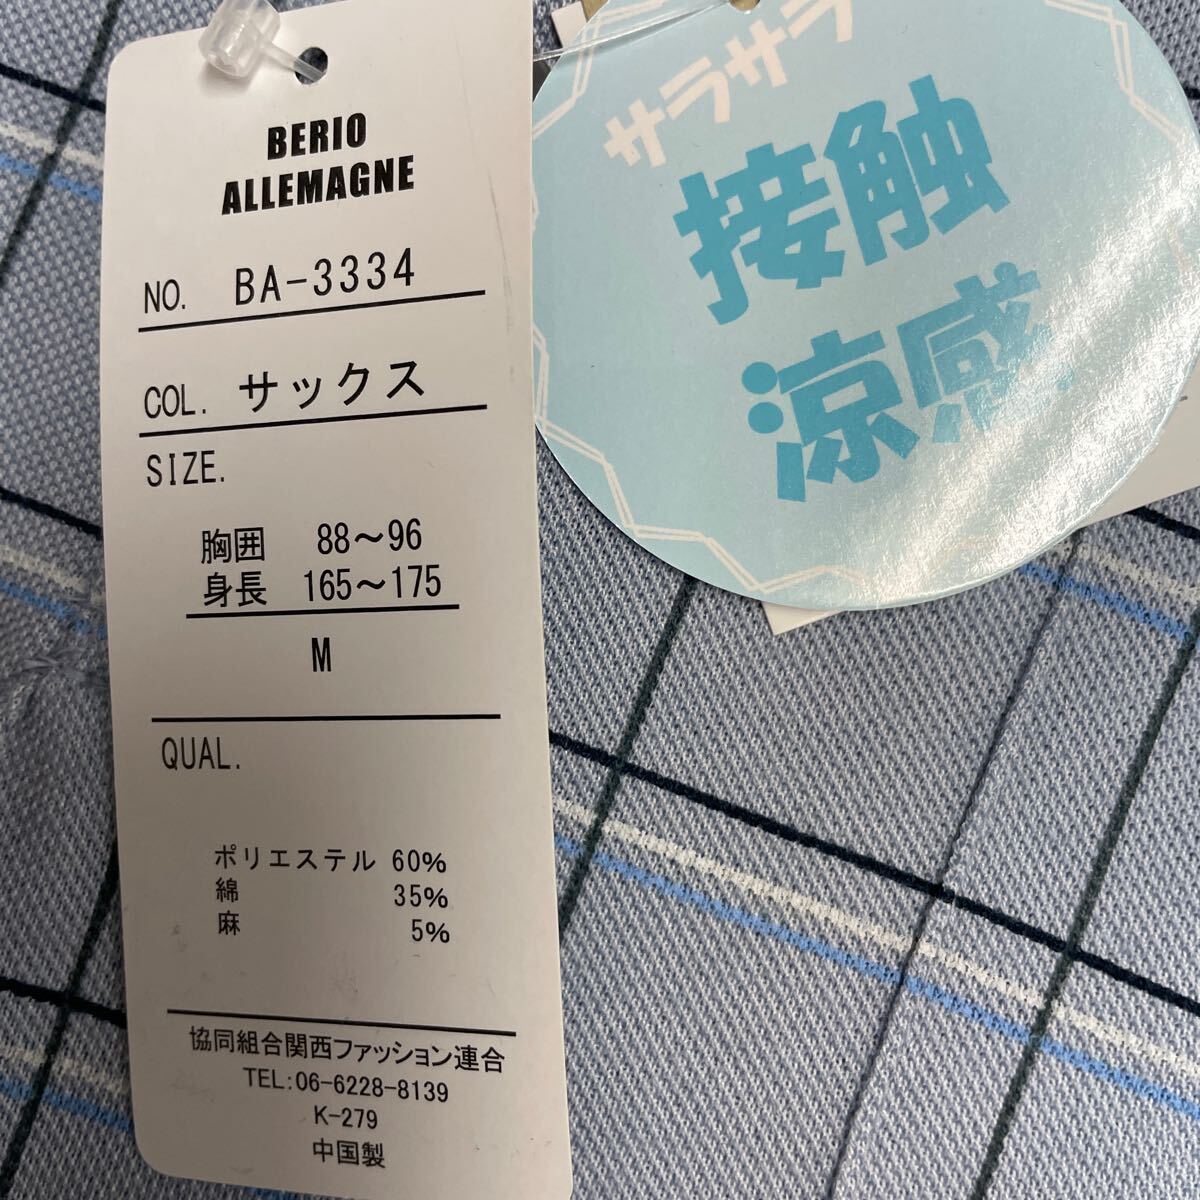 BERIO
ALLEMAGNE
NO. BA-3334
COL. サックス
SIZE.
胸囲 88～96
身長 165～175
M
QUAL.
ポリエステル 60%
綿 35%
麻 5%
協同組合関西ファッション連合
TEL:06-6228-8139
K-279
中国製
サラサラ
接触
涼感